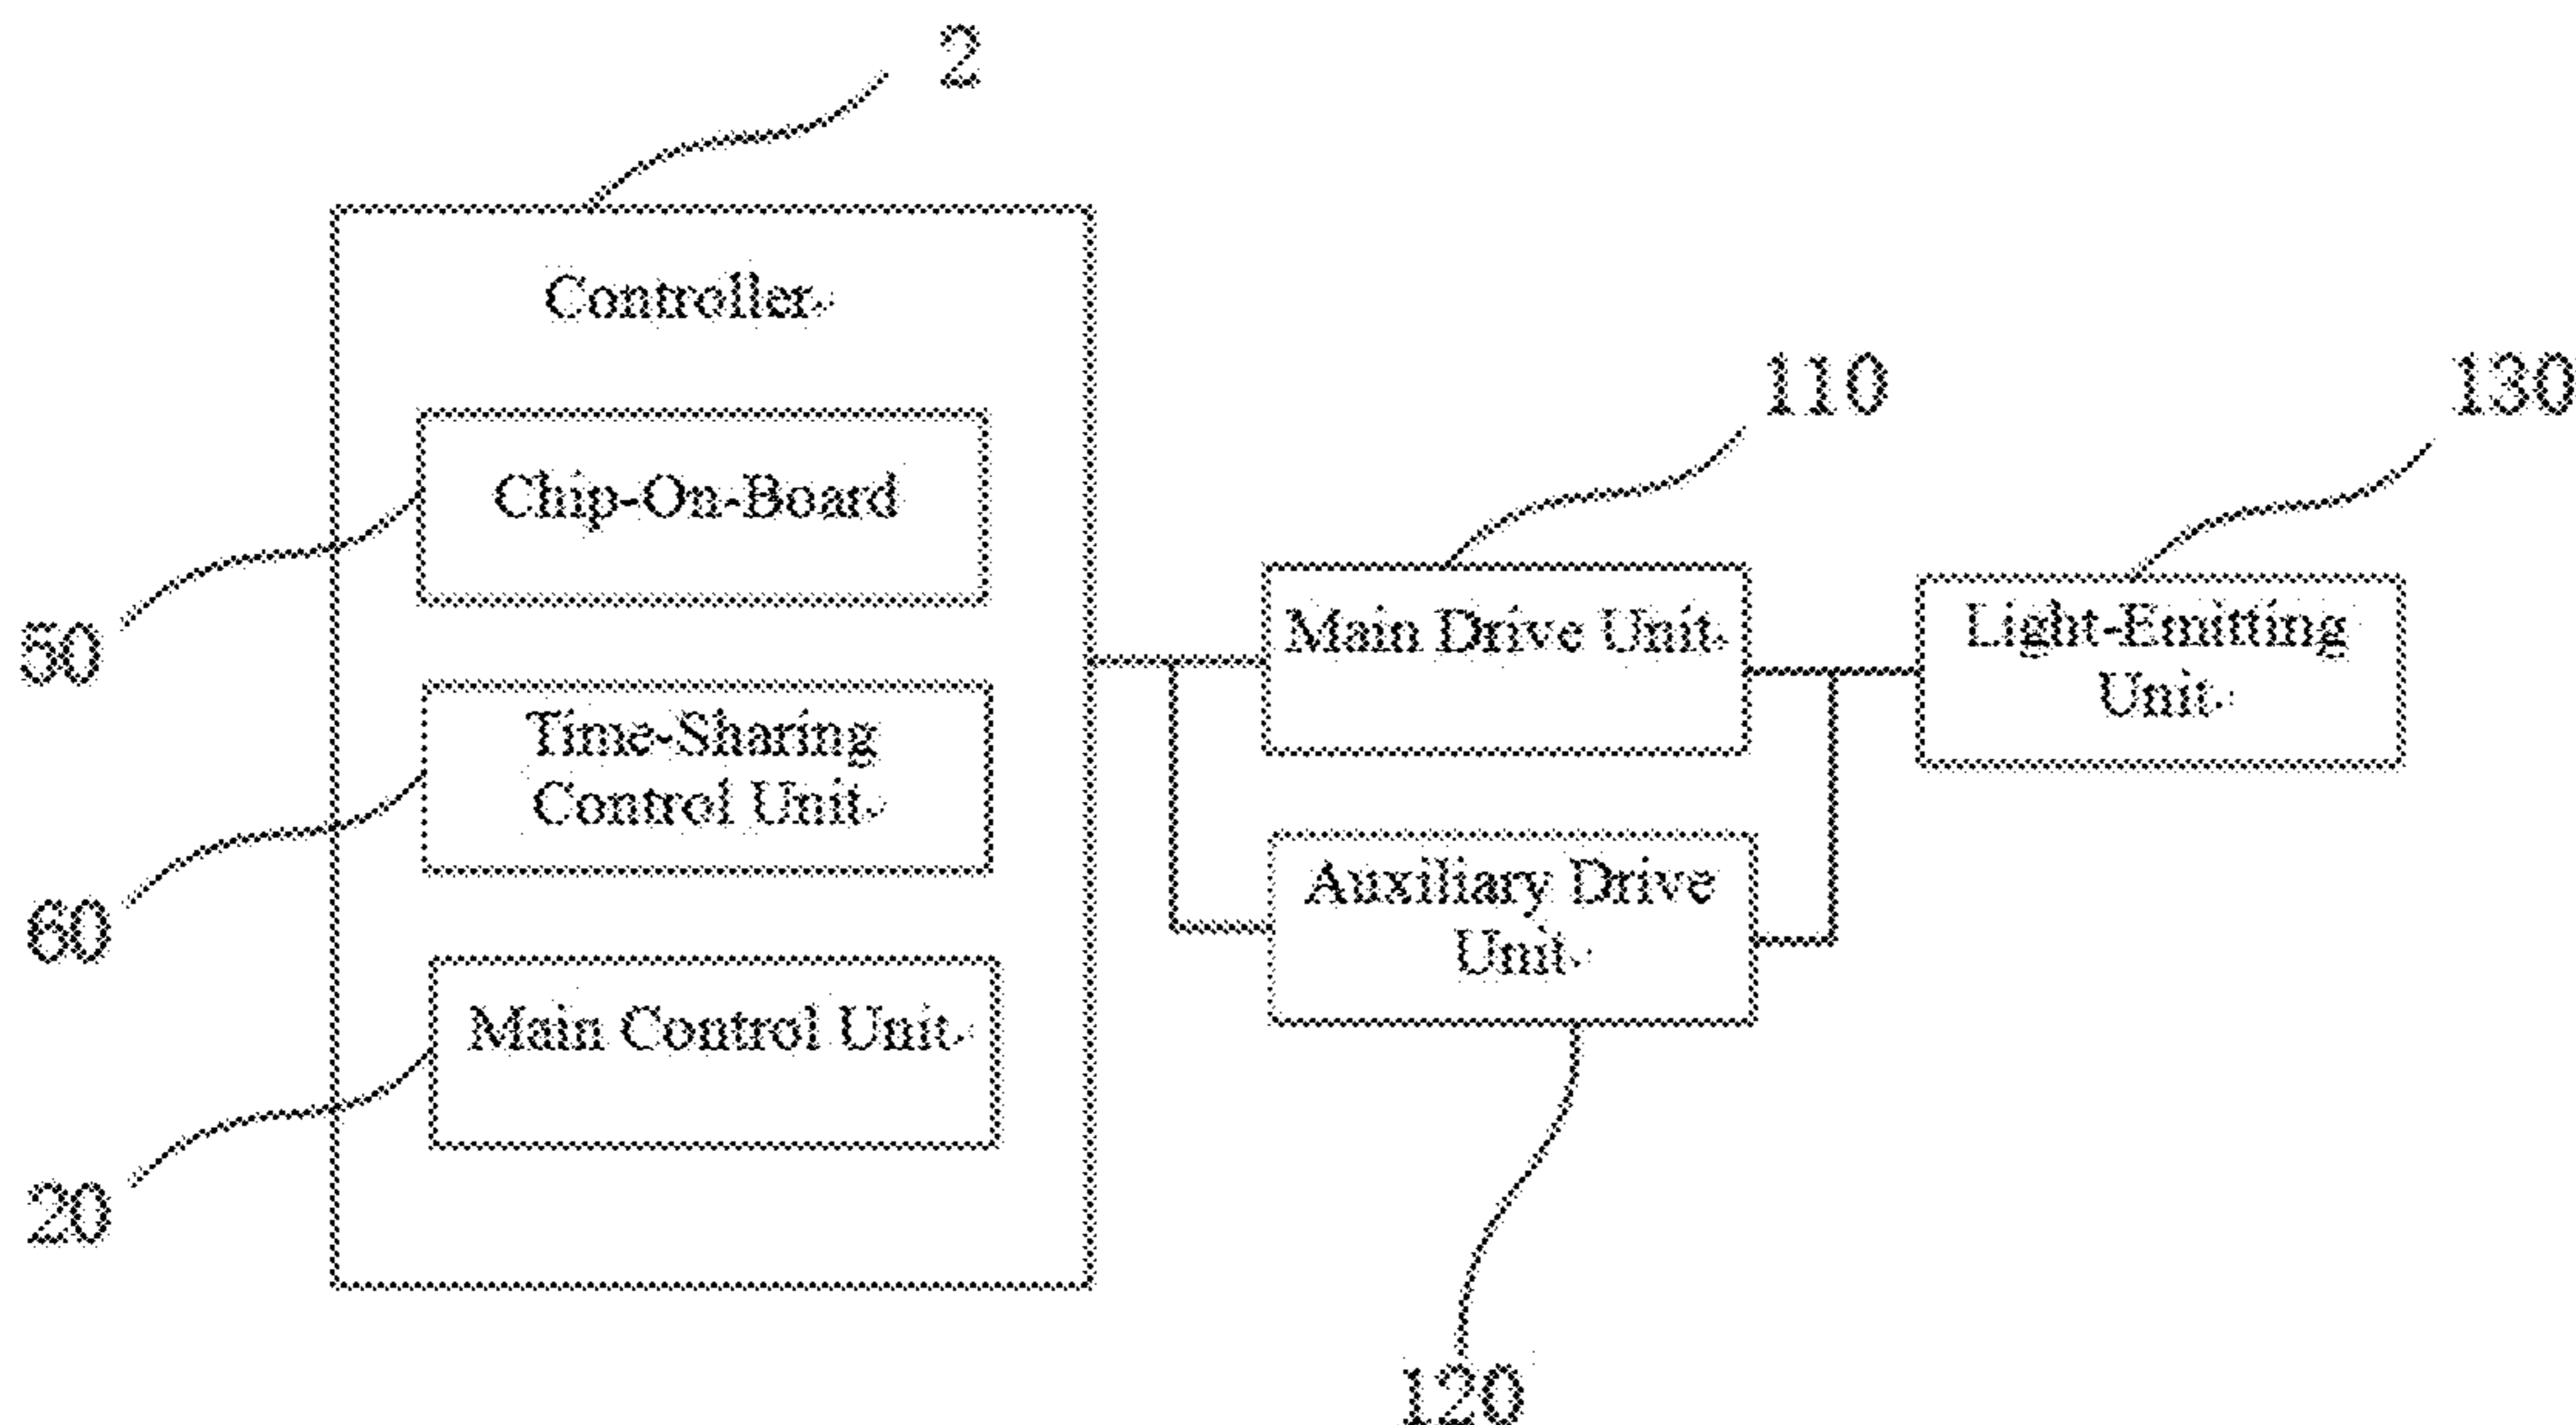 2
Controller
110
130
Chip-On-Board
50
Main Drive Unit
Light-Emitting
Unit
Time-Sharing
Control Unit
60
Auxiliary Drive
Unit
Main Control Unit
20
120